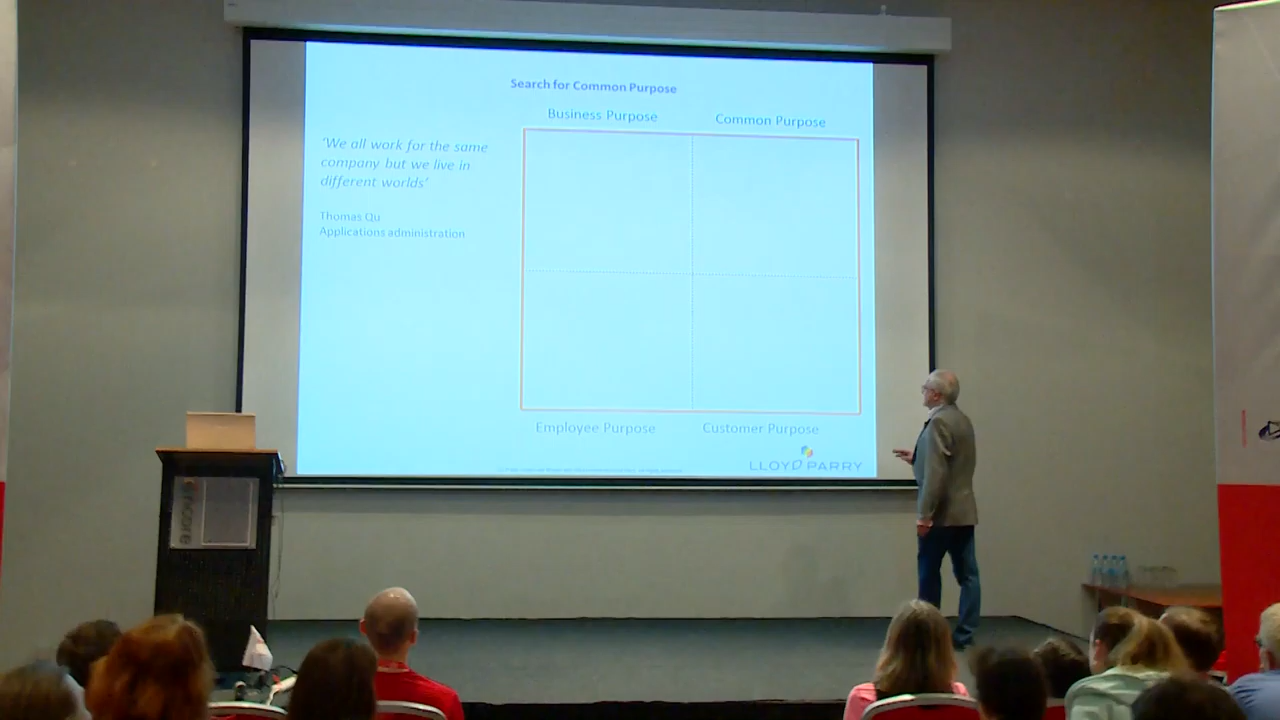 Search for Common Purpose
Business Purpose
Common Purpose
'We all work for the same
company but we live in
different worlds'
Thomas Qu
Applications administration
Employee Purpose
Customer Purpose
LLOYD PARRY
encore